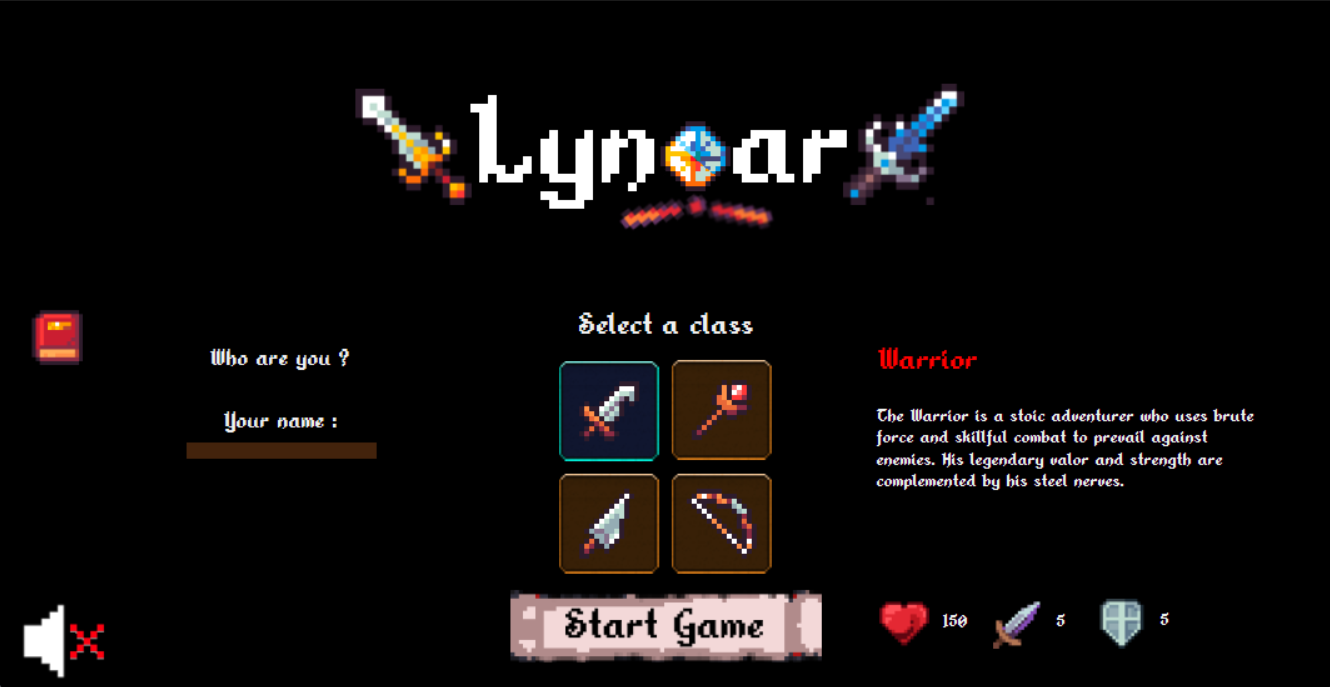 Lynoar
Select a class
Who are you ?
Your name :
Warrior
The Warrior is a stoic adventurer who uses brute
force and skillful combat to prevail against
enemies. His legendary valor and strength are
complemented by his steel nerves.
Start Game
150
5
5